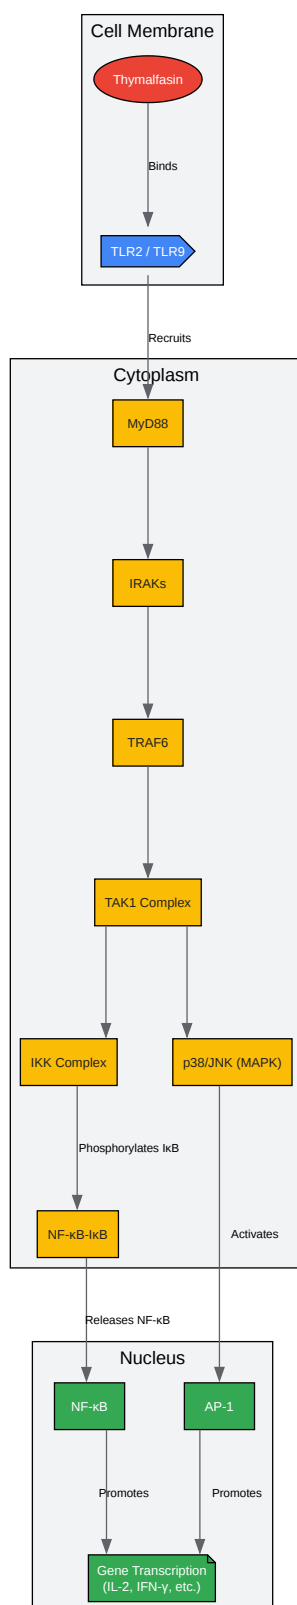 Cell Membrane
Thymalfasin
Binds
TLR2 / TLR9
Recruits
Cytoplasm
MyD88
IRAKs
TRAF6
TAK1 Complex
IKK Complex
p38/JNK (MAPK)
Phosphorylates IκB
NF-κB-IκB
Activates
Releases NF-κB
Nucleus
NF-κB
AP-1
Promotes
Promotes
Gene Transcription
(IL-2, IFN-γ, etc.)